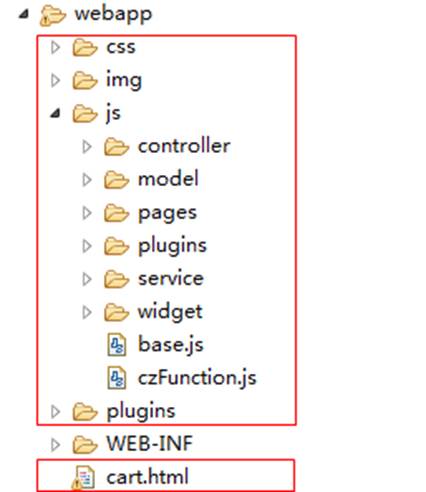 webapp
css
img
js
controller
model
pages
plugins
service
widget
base.js
czFunction.js
plugins
WEB-INF
cart.html